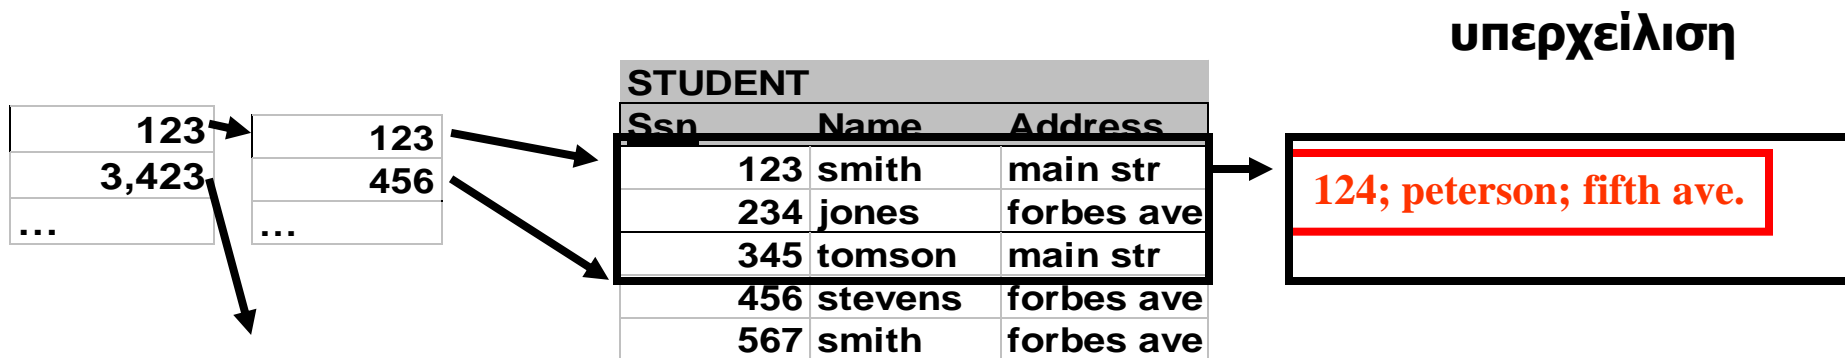 υπερχείλιση
123
3,423
...
123
456
...
STUDENT
Ssn Name Address
123 smith main str
234 jones forbes ave
345 tomson main str
456 stevens forbes ave
567 smith forbes ave
124; peterson; fifth ave.